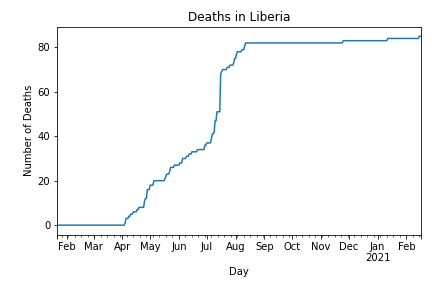 Deaths in Liberia
Number of Deaths
80
60
40
20
0
Feb Mar Apr May Jun Jul Aug Sep Oct Nov Dec Jan Feb
2021
Day